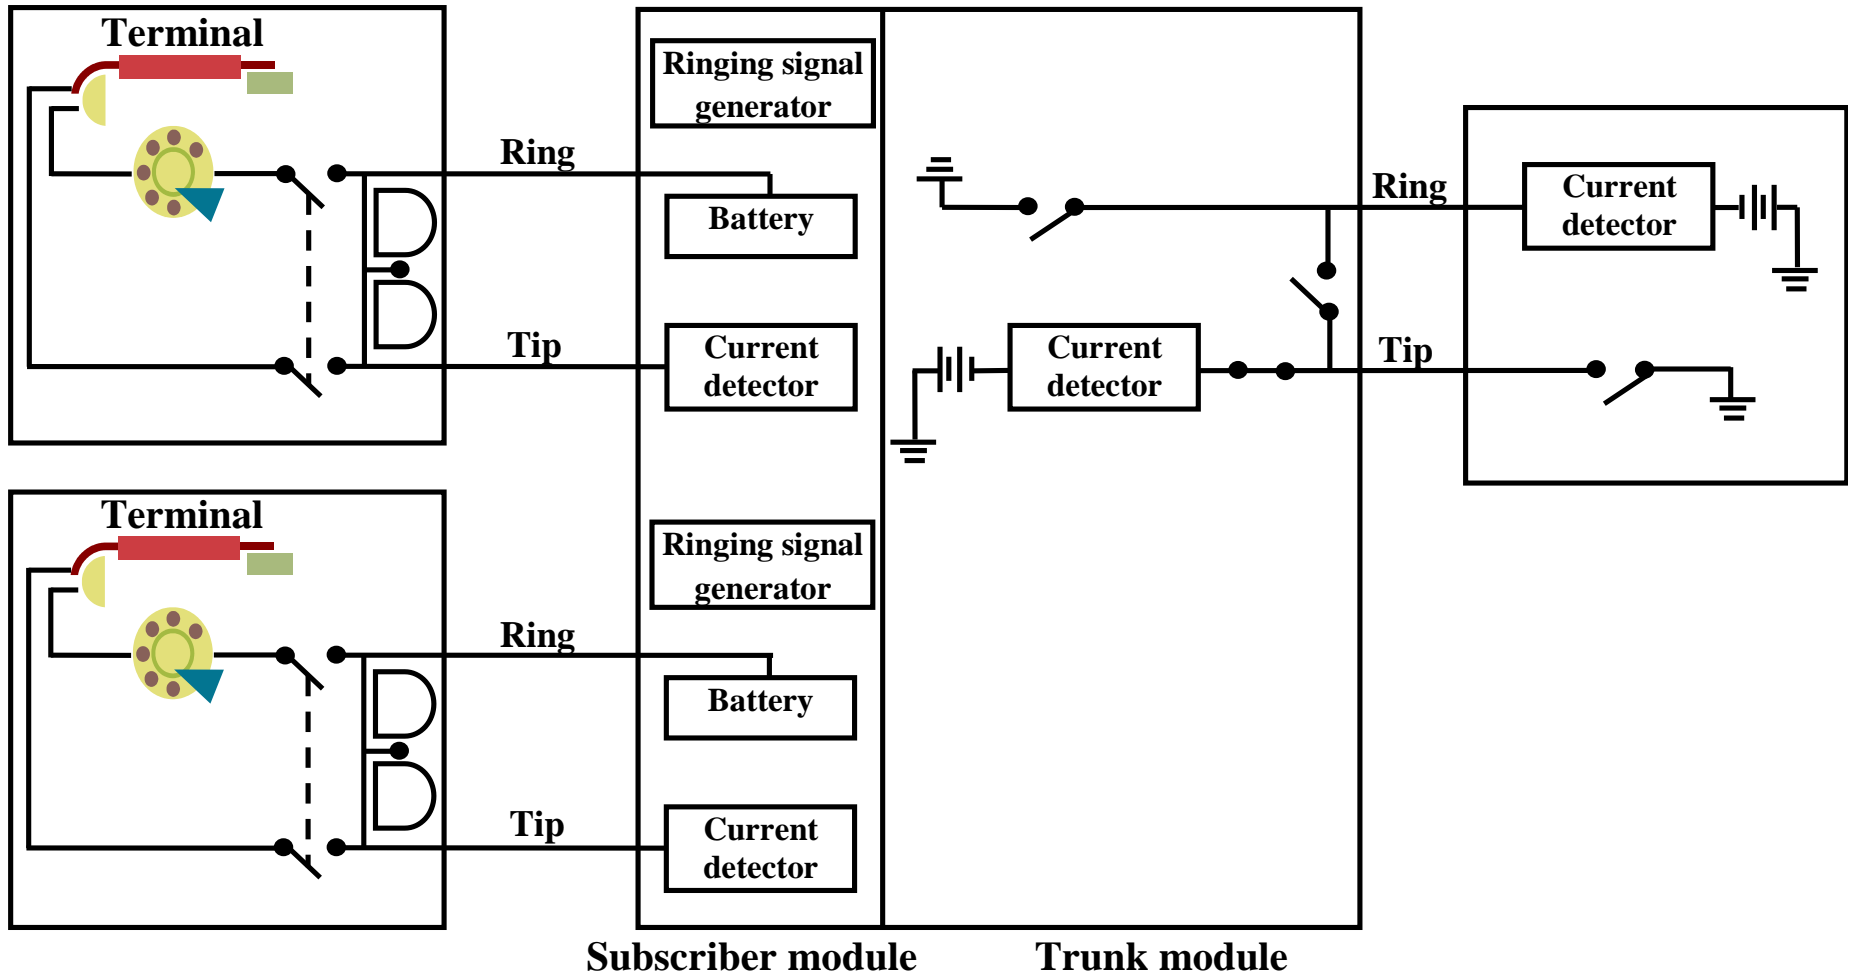 Terminal
Ring
Tip
Ringing signal
generator
Battery
Current
detector
Terminal
Ring
Tip
Ringing signal
generator
Battery
Current
detector
Subscriber module
Current
detector
Trunk module
Ring
Tip
Current
detector